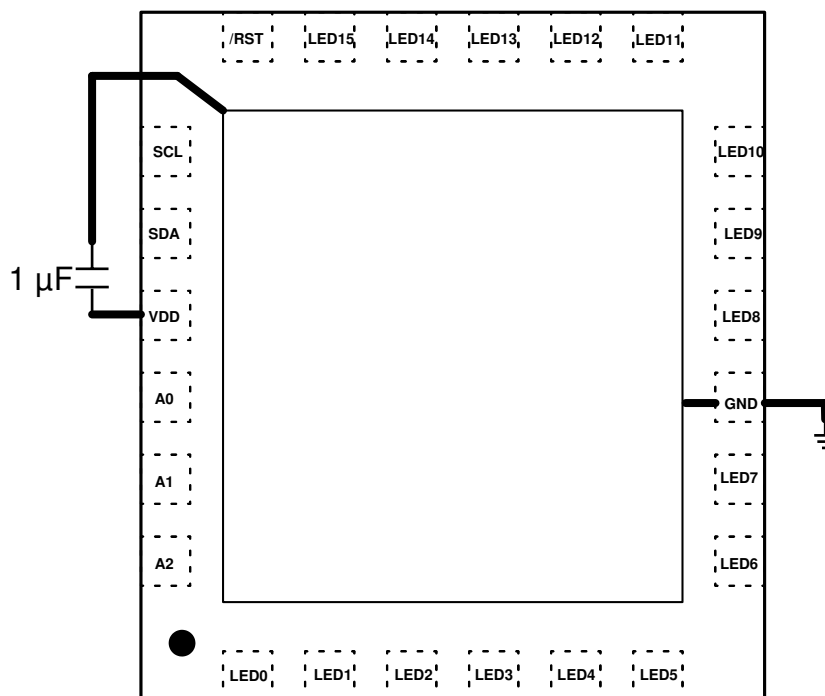 /RST LED15 LED14 LED13 LED12 LED11
SCL LED10
SDA LED9
1 µF
VDD LED8
A0 GND
A1 LED7
A2 LED6
LED0 LED1 LED2 LED3 LED4 LED5